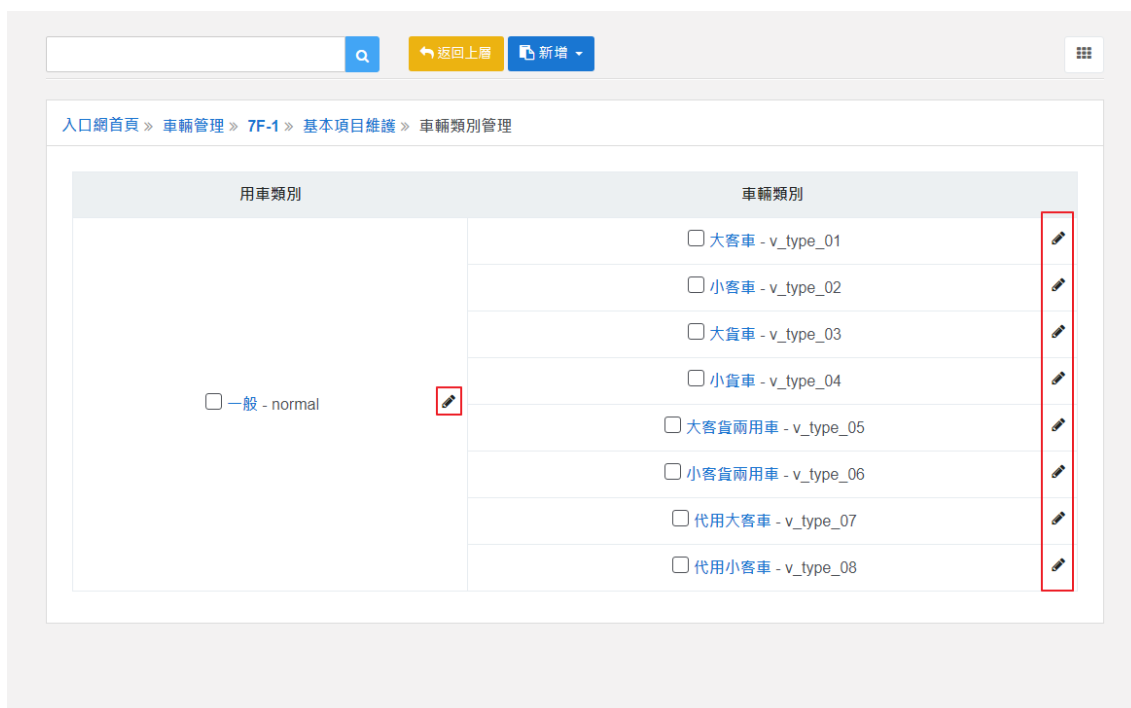 返回上層 新增
入口網首頁 » 車輛管理 » 7F-1 » 基本項目維護 » 車輛類別管理
用車類別 車輛類別
大客車 - v_type_01
小客車 - v_type_02
大貨車 - v_type_03
小貨車 - v_type_04
一般 - normal
大客貨兩用車 - v_type_05
小客貨兩用車 - v_type_06
代用大客車 - v_type_07
代用小客車 - v_type_08